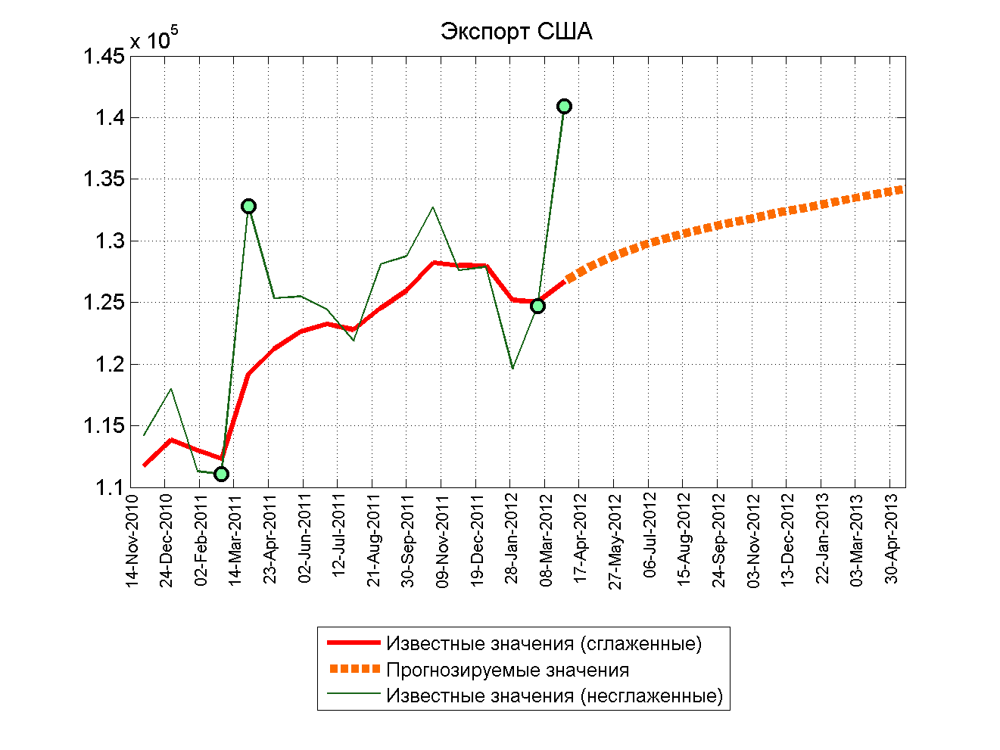 Экспорт США
x 10^5
1.45
1.4
1.35
1.3
1.25
1.2
1.15
1.1
14-Nov-2010
24-Dec-2010
02-Feb-2011
14-Mar-2011
23-Apr-2011
02-Jun-2011
12-Jul-2011
21-Aug-2011
30-Sep-2011
09-Nov-2011
19-Dec-2011
28-Jan-2012
08-Mar-2012
17-Apr-2012
27-May-2012
06-Jul-2012
15-Aug-2012
24-Sep-2012
03-Nov-2012
13-Dec-2012
22-Jan-2013
03-Mar-2013
30-Apr-2013
Известные значения (сглаженные)
Прогнозируемые значения
Известные значения (несглаженные)